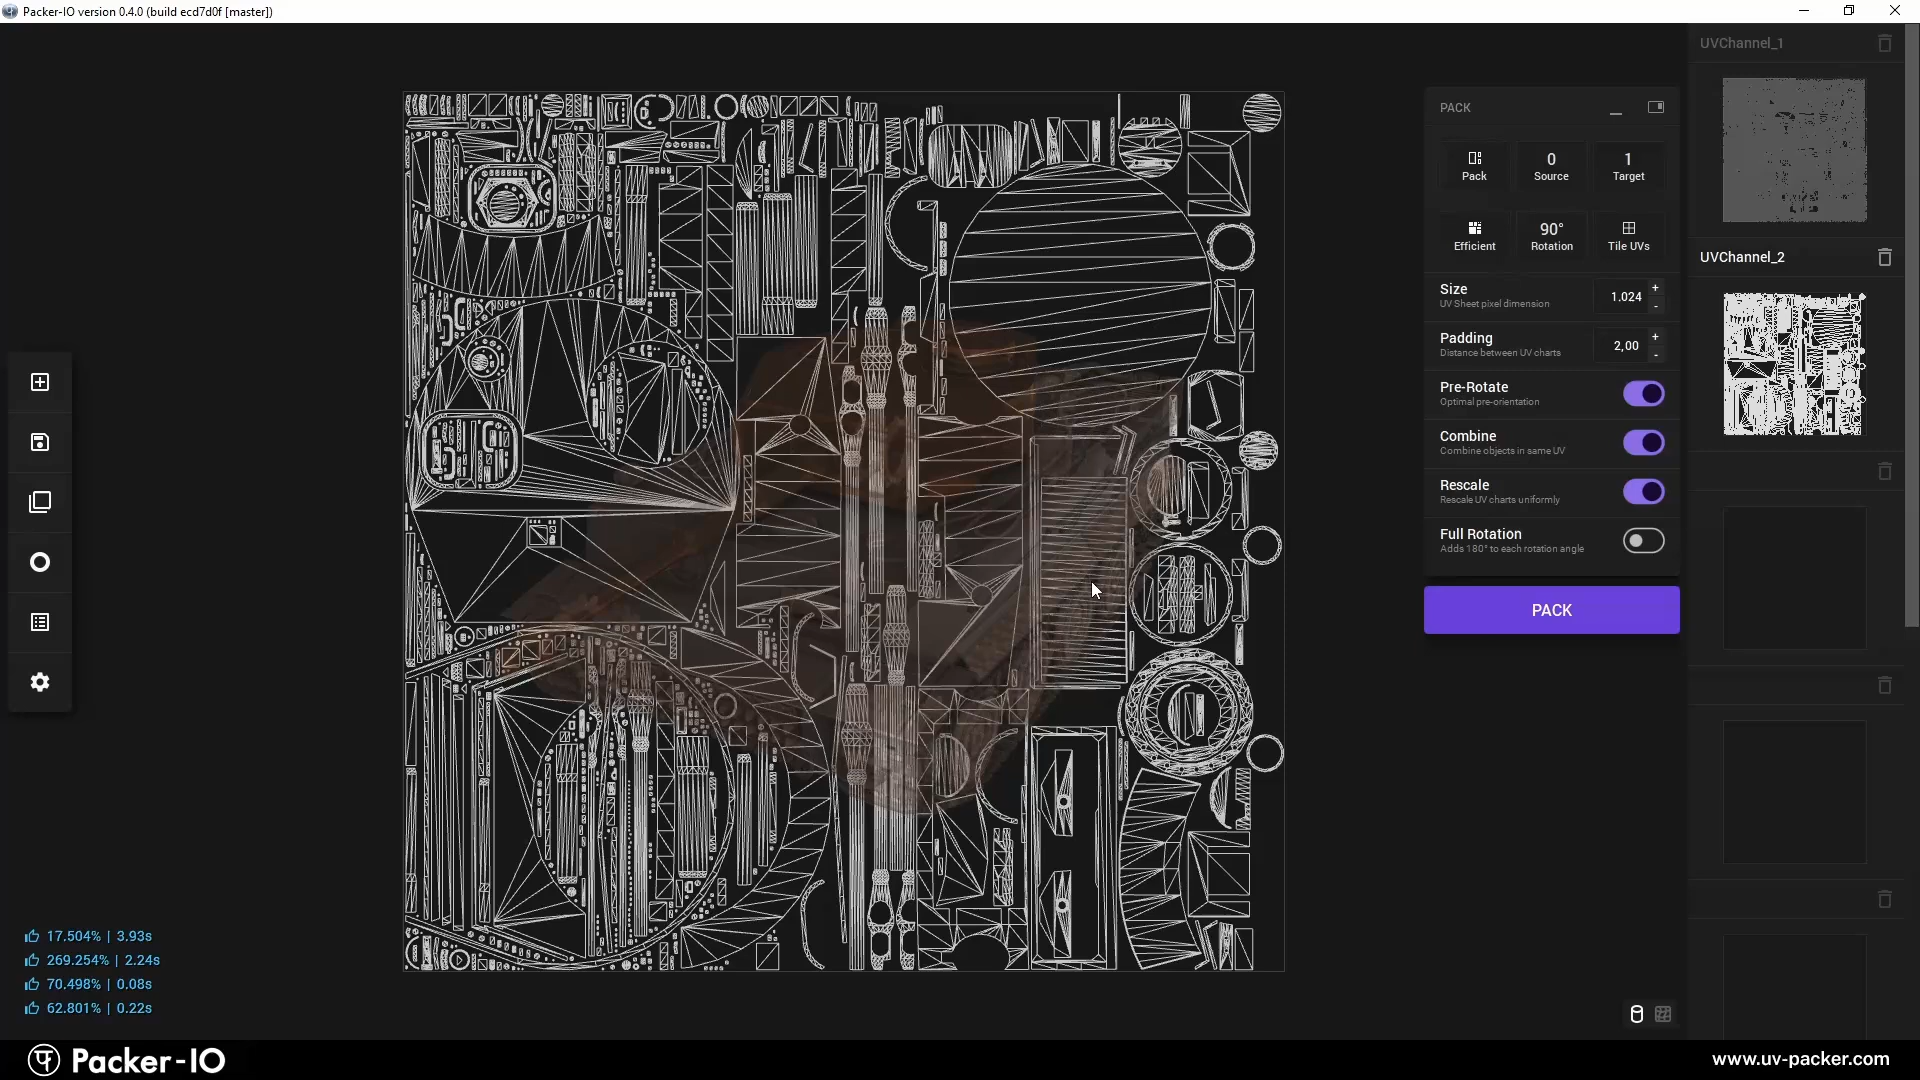 Packer-IO version 0.4.0 (build ecd7d0f [master])
UVChannel_1
PACK
Pack
0
Source
1
Target
Efficient
90°
Rotation
Tile UVs
UVChannel_2
Size
UV Sheet pixel dimension
1.024
+
-
Padding
Distance between UV charts
2,00
+
-
Pre-Rotate
Optimal pre-orientation
Combine
Combine objects in same UV
Rescale
Rescale UV charts uniformly
Full Rotation
Adds 180° to each rotation angle
PACK
17.504% | 3.93s
269.254% | 2.24s
70.498% | 0.08s
62.801% | 0.22s
Packer-IO
www.uv-packer.com